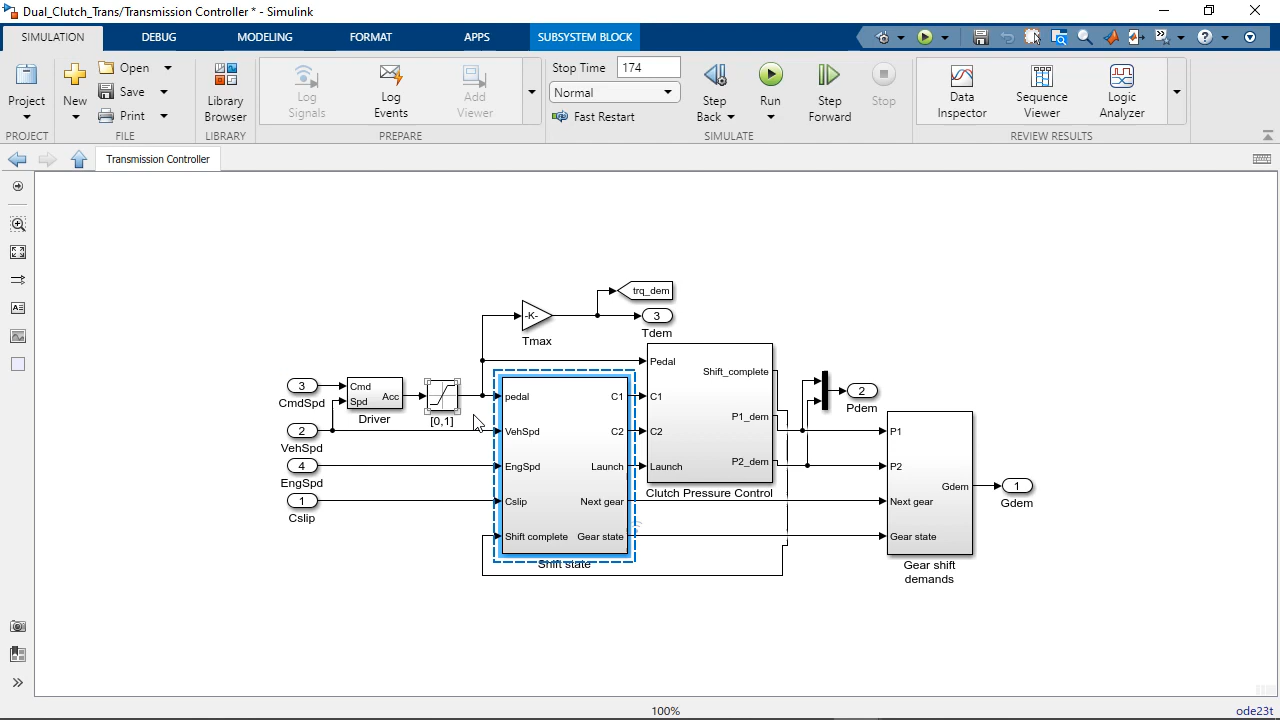 Dual_Clutch_Trans/Transmission Controller * - Simulink
SIMULATION DEBUG MODELING FORMAT APPS SUBSYSTEM BLOCK
Project
New
Open
Save
Print
Library
Browser
Log
Signals
Log
Events
Add
Viewer
Stop Time 174
Normal
Fast Restart
Step
Back
Run
Step
Forward
Stop
Data
Inspector
Sequence
Viewer
Logic
Analyzer
PROJECT FILE LIBRARY PREPARE SIMULATE REVIEW RESULTS
Transmission Controller
trq_dem
-K-
Tmax
3
Tdem
3
CmdSpd
Cmd
Spd
Acc
Driver
[0,1]
2
VehSpd
4
EngSpd
1
Cslip
pedal
VehSpd
EngSpd
Cslip
Shift complete
C1
C2
Launch
Next gear
Gear state
Shift state
Pedal
C1
C2
Launch
Shift_complete
P1_dem
P2_dem
Clutch Pressure Control
2
Pdem
P1
P2
Next gear
Gear state
Gdem
Gear shift
demands
1
Gdem
100%
ode23t